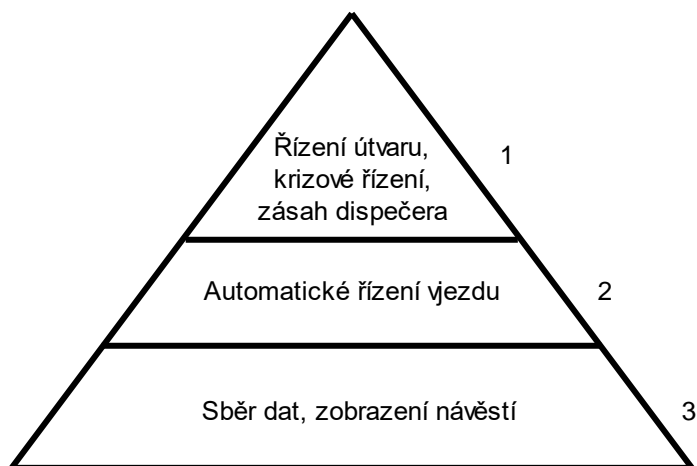 Řízení útvaru,
krizové řízení,
zásah dispečera
1
Automatické řízení vjezdu
2
Sběr dat, zobrazení návěstí
3